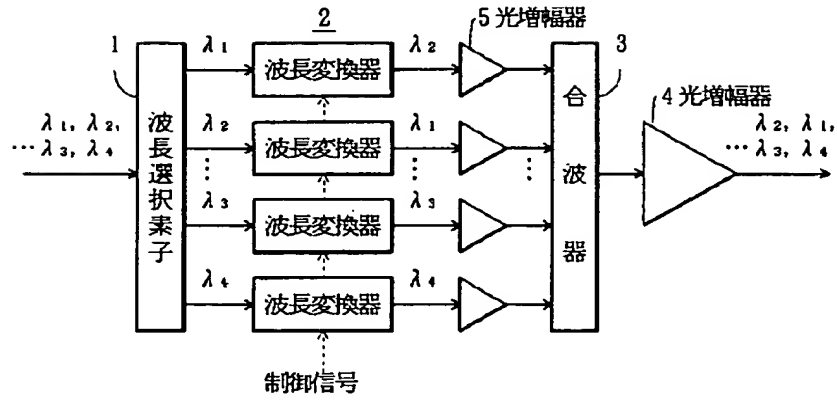 1
2
5光増幅器
λ1
λ2
3
4光増幅器
λ1, λ2,
… λ3, λ4
波長選択素子
波長変換器
λ2
波長変換器
λ1
λ3
波長変換器
λ3
λ4
波長変換器
λ4
合波器
λ2, λ1,
… λ3, λ4
制御信号